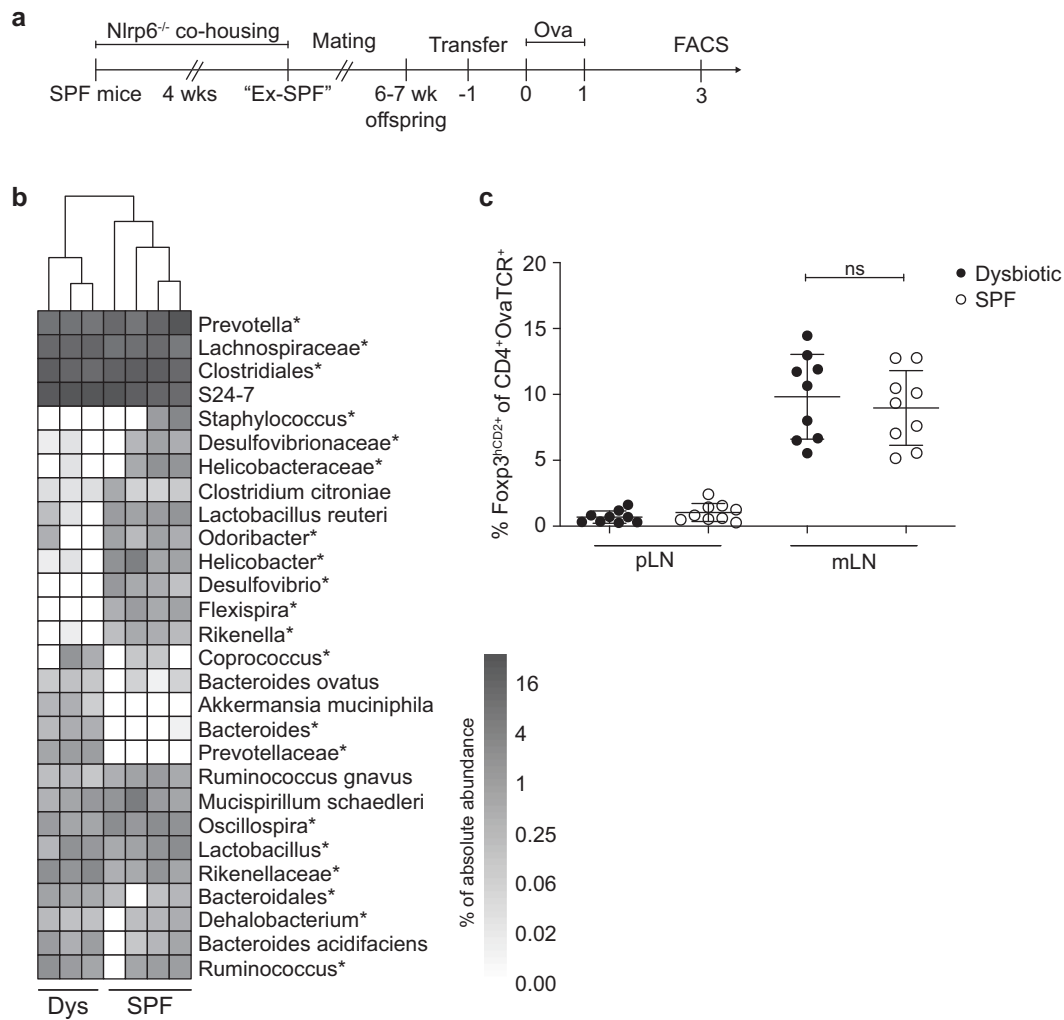 a
Nlrp6-/- co-housing
Mating
Transfer
Ova
FACS
SPF mice
4 wks
“Ex-SPF”
6-7 wk
offspring
-1
0
1
3
b
Prevotella*
Lachnospiraceae*
Clostridiales*
S24-7
Staphylococcus*
Desulfovibrionaceae*
Helicobacteraceae*
Clostridium citroniae
Lactobacillus reuteri
Odoribacter*
Helicobacter*
Desulfovibrio*
Flexispira*
Rikenella*
Coprococcus*
Bacteroides ovatus
Akkermansia muciniphila
Bacteroides*
Prevotellaceae*
Ruminococcus gnavus
Mucispirillum schaedleri
Oscillospira*
Lactobacillus*
Rikenellaceae*
Bacteroidales*
Dehalobacterium*
Bacteroides acidifaciens
Ruminococcus*
Dys
SPF
% of absolute abundance
16
4
1
0.25
0.06
0.02
0.00
c
% Foxp3hCD2+ of CD4+OvaTCR+
20
15
10
5
0
ns
Dysbiotic
SPF
pLN
mLN